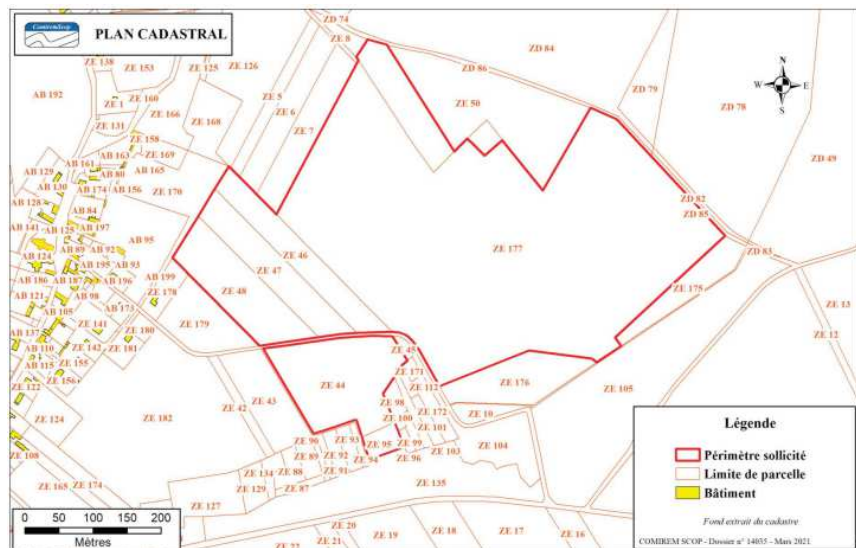 Comirem Scop
PLAN CADASTRAL
ZD 74
ZE 8
ZD 84
ZD 86
ZE 138
ZE 153
ZE 125
ZE 126
AB 192
ZE 1
ZE 160
ZE 5
ZE 50
ZD 79
ZD 78
N
W
E
S
ZE 131
ZE 166
ZE 6
ZE 168
ZE 7
ZE 158
ZE 169
AB 161
AB 163
AB 165
AB 129
AB 80
ZD 49
AB 130
AB 174
AB 156
ZE 170
AB 128
AB 84
ZD 82
ZD 85
AB 141
AB 125
AB 197
AB 95
AB 124
AB 89
AB 92
ZE 46
ZE 177
ZD 83
AB 195
AB 93
ZE 47
AB 186
AB 187
AB 196
AB 199
ZE 178
ZE 48
ZE 175
AB 121
AB 98
AB 105
AB 173
ZE 179
ZE 13
ZE 141
ZE 180
ZE 12
AB 137
AB 110
ZE 142
ZE 181
ZE 45
AB 115
ZE 155
ZE 171
ZE 156
ZE 122
ZE 44
ZE 112
ZE 176
ZE 105
ZE 43
ZE 98
ZE 42
ZE 172
ZE 10
ZE 124
ZE 182
ZE 100
ZE 101
ZE 90
ZE 93
ZE 95
ZE 99
ZE 103
ZE 104
ZE 89
ZE 92
ZE 94
ZE 96
ZE 108
ZE 134
ZE 88
ZE 91
ZE 165
ZE 174
ZE 129
ZE 87
ZE 135
ZE 127
ZE 20
ZE 19
ZE 18
ZE 17
ZE 16
ZE 22
ZE 21
0 50 100 150 200
Mètres
Légende
Périmètre sollicité
Limite de parcelle
Bâtiment
Fond extrait du cadastre
COMIREM SCOP - Dossier n° 14035 - Mars 2021